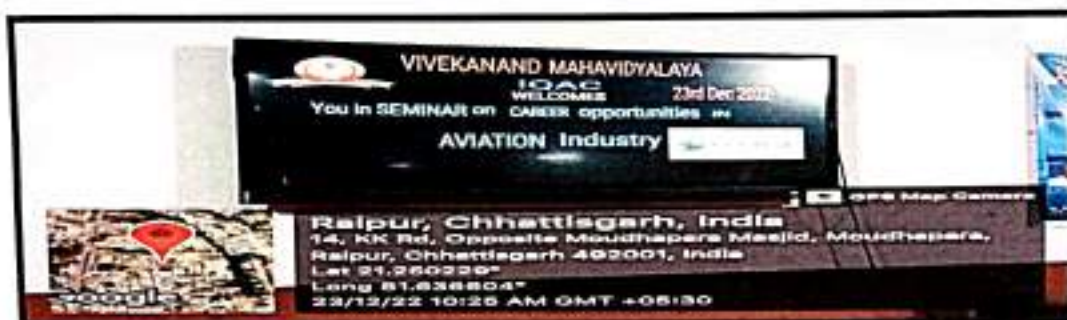 VIVEKANAND MAHAVIDYALAYA
IQAC
WELCOMES 23rd Dec 2022
You in SEMINAR on CAREER opportunities IN
AVIATION Industry
GPS Map Camera
Raipur, Chhattisgarh, India
14, KK Rd, Opposite Moudhapara Masjid, Moudhapara,
Raipur, Chhattisgarh 492001, India
Lat 21.250229°
Long 81.636604°
23/12/22 10:25 AM GMT +05:30
Google